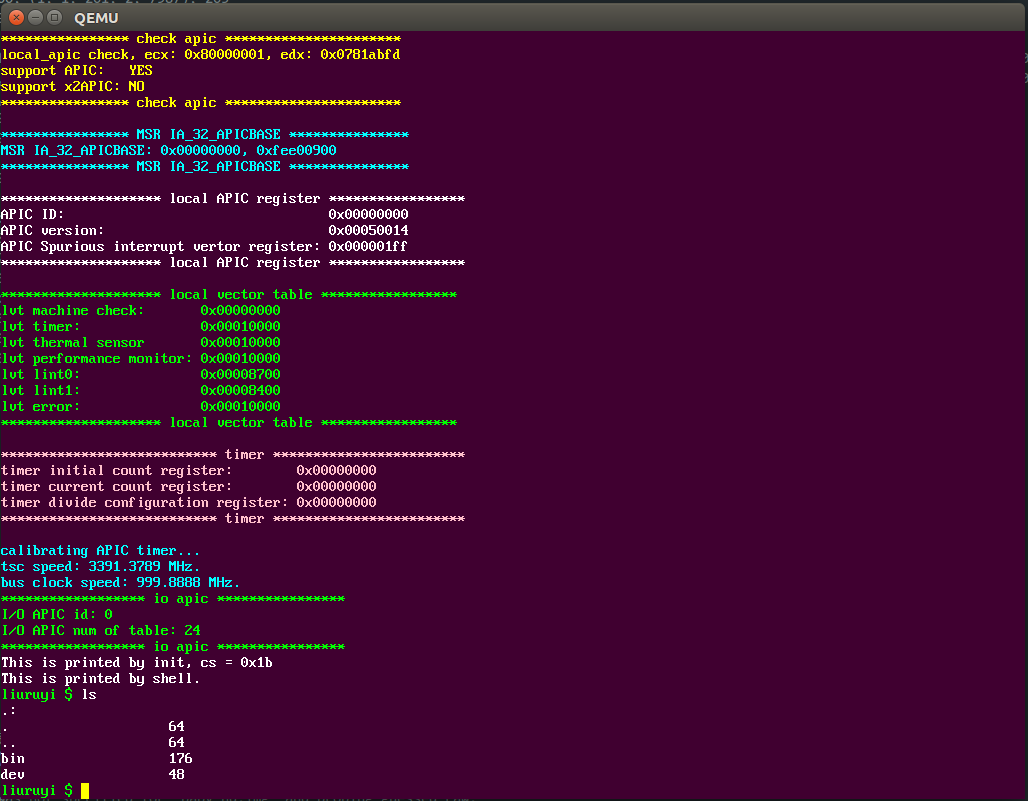 QEMU
**************** check apic **********************
local_apic check, ecx: 0x80000001, edx: 0x0781abfd
support APIC:   YES
support x2APIC: NO
**************** check apic **********************
**************** MSR IA_32_APICBASE ***************
MSR IA_32_APICBASE: 0x00000000, 0xfee00900
**************** MSR IA_32_APICBASE ***************
******************** local APIC register *****************
APIC ID:                                 0x00000000
APIC version:                            0x00050014
APIC Spurious interrupt vertor register: 0x000001ff
******************** local APIC register *****************
******************** local vector table *****************
lvt machine check:       0x00000000
lvt timer:               0x00010000
lvt thermal sensor       0x00010000
lvt performance monitor: 0x00010000
lvt lint0:               0x00008700
lvt lint1:               0x00008400
lvt error:               0x00010000
******************** local vector table *****************
*************************** timer ************************
timer initial count register:        0x00000000
timer current count register:        0x00000000
timer divide configuration register: 0x00000000
*************************** timer ************************
calibrating APIC timer...
tsc speed: 3391.3789 MHz.
bus clock speed: 999.8888 MHz.
****************** io apic ****************
I/O APIC id: 0
I/O APIC num of table: 24
****************** io apic ****************
This is printed by init, cs = 0x1b
This is printed by shell.
liuruyi $ ls
.:
.                    64
..                   64
bin                  176
dev                  48
liuruyi $